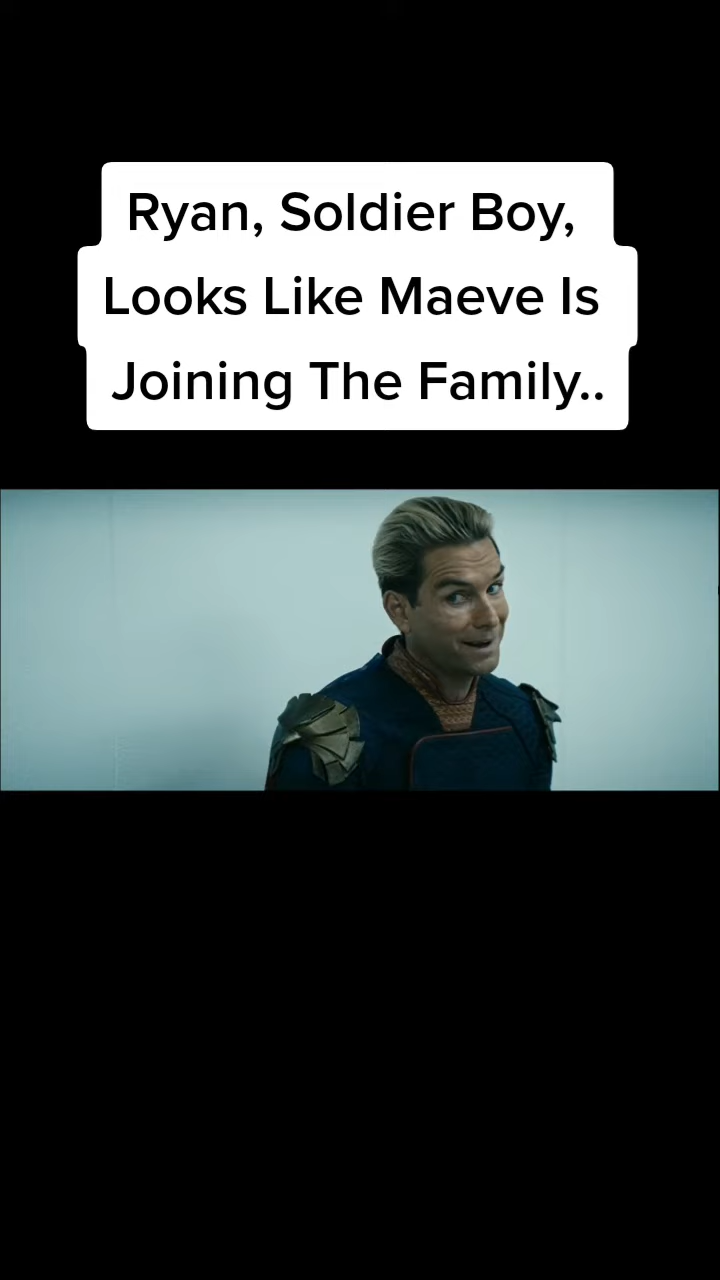 Ryan, Soldier Boy,
Looks Like Maeve Is
Joining The Family..